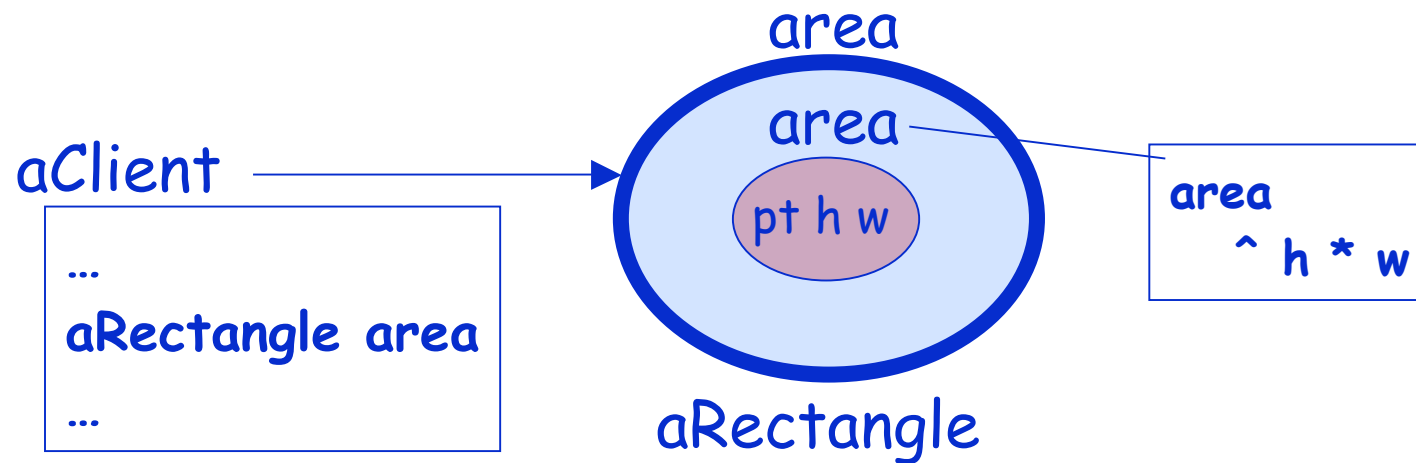 area
area
aClient
pt h w
area
^ h * w
...
aRectangle area
...
aRectangle